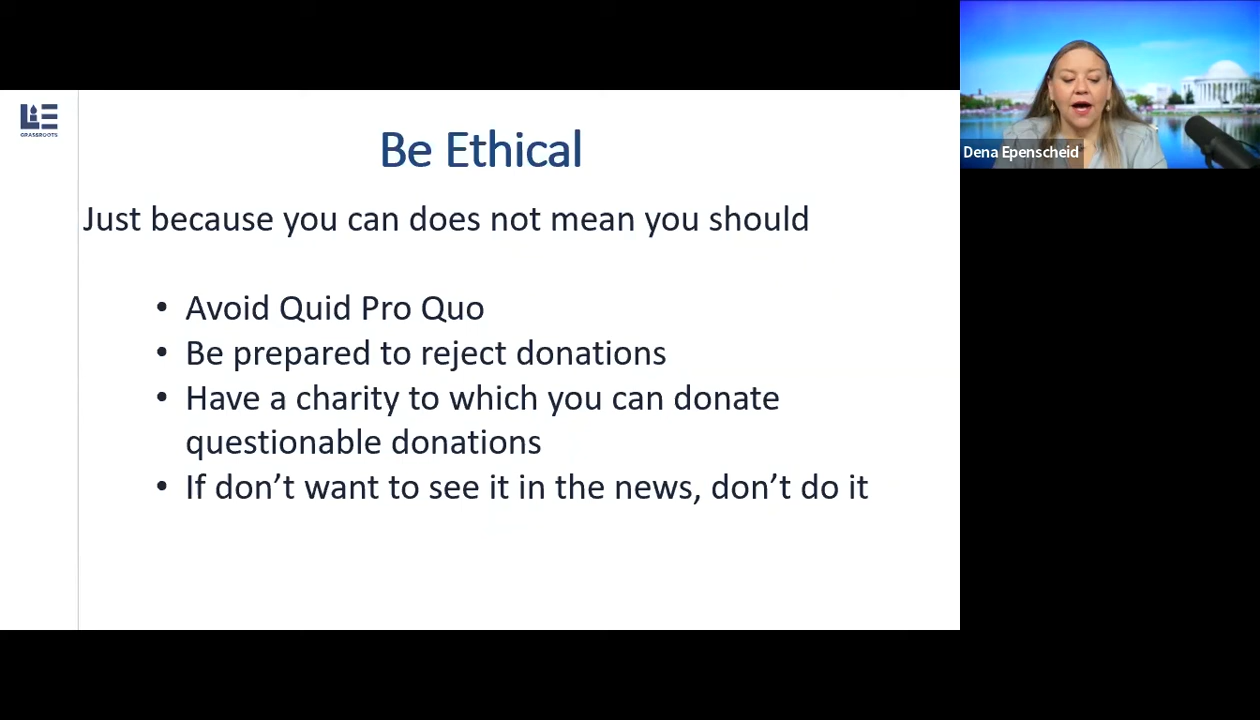 LE
GRASSROOTS
Be Ethical
Just because you can does not mean you should
• Avoid Quid Pro Quo
• Be prepared to reject donations
• Have a charity to which you can donate
questionable donations
• If don’t want to see it in the news, don’t do it
Dena Epenscheid